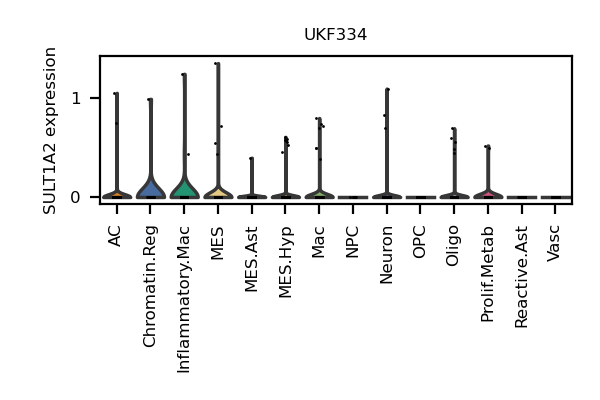 UKF334
SULT1A2 expression
1
0
AC
Chromatin.Reg
Inflammatory.Mac
MES
MES.Ast
MES.Hyp
Mac
NPC
Neuron
OPC
Oligo
Prolif.Metab
Reactive.Ast
Vasc